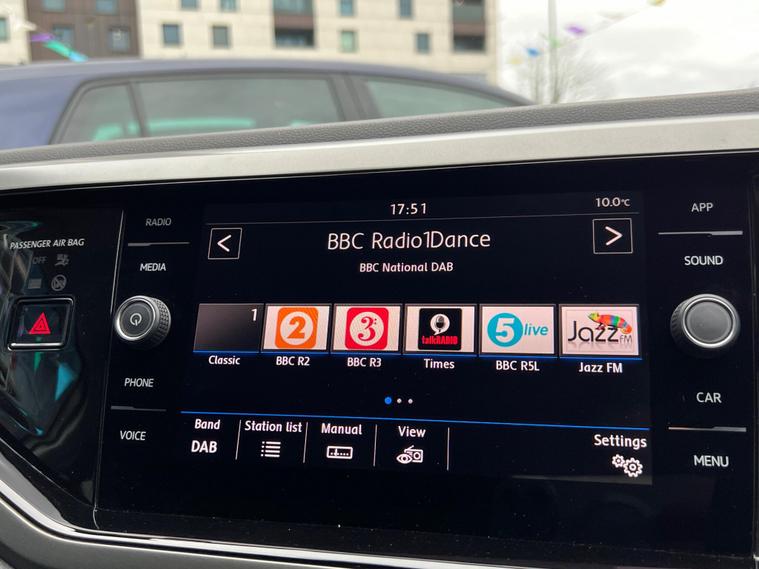 17:51
10.0°C
RADIO
APP
PASSENGER AIR BAG
OFF
<
BBC Radio1Dance
>
BBC National DAB
MEDIA
SOUND
1
2
3
talkRADIO
5 live
Jazz FM
Classic
BBC R2
BBC R3
Times
BBC R5L
Jazz FM
PHONE
CAR
Band
Station list
Manual
View
Settings
DAB
VOICE
MENU